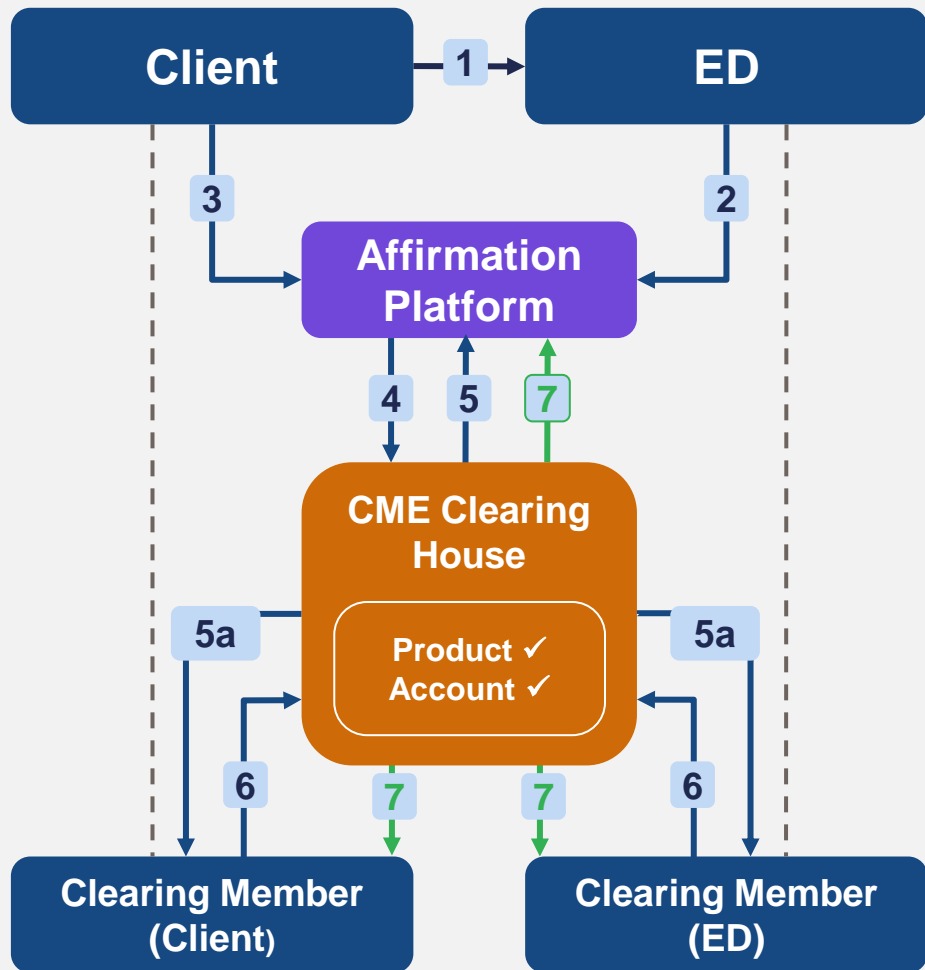 Client
1
ED
3
2
Affirmation
Platform
4
5
7
CME Clearing
House
5a
5a
Product ✓
Account ✓
6
7
7
6
Clearing Member
(Client)
Clearing Member
(ED)